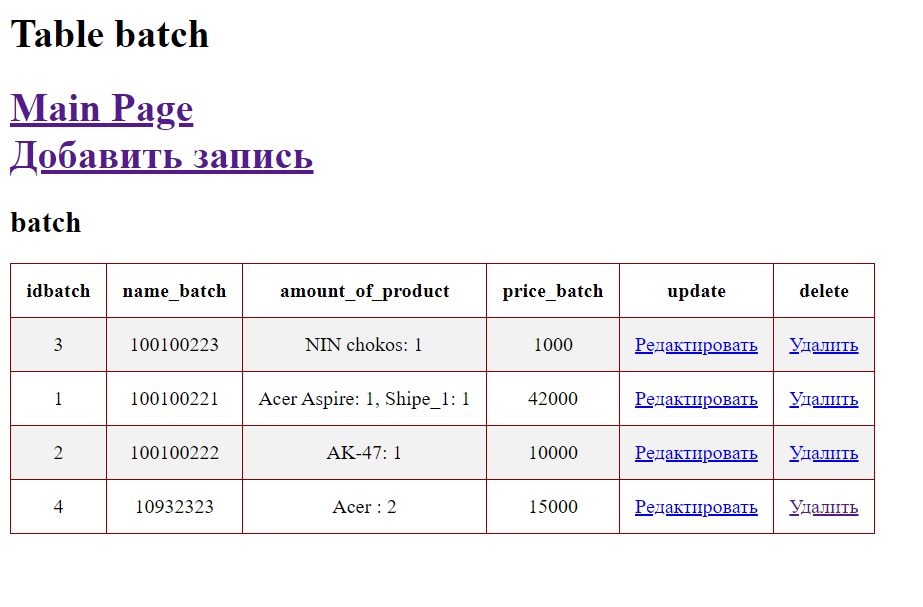 Table batch
Main Page
Добавить запись
batch
idbatch name_batch amount_of_product price_batch update delete
3 100100223 NIN chokos: 1 1000 Редактировать Удалить
1 100100221 Acer Aspire: 1, Shipe_1: 1 42000 Редактировать Удалить
2 100100222 AK-47: 1 10000 Редактировать Удалить
4 10932323 Acer : 2 15000 Редактировать Удалить